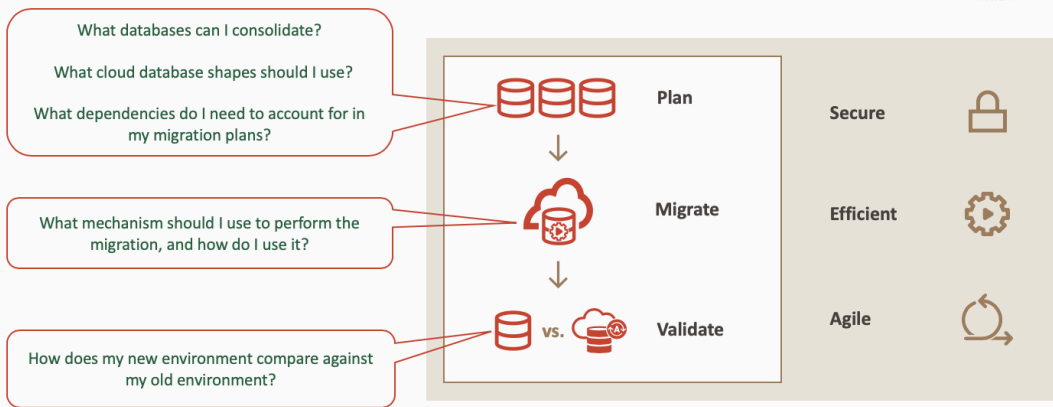 What databases can I consolidate?
What cloud database shapes should I use?
What dependencies do I need to account for in
my migration plans?
Plan
Secure
What mechanism should I use to perform the
migration, and how do I use it?
Migrate
Efficient
How does my new environment compare against
my old environment?
vs.
A
Validate
Agile